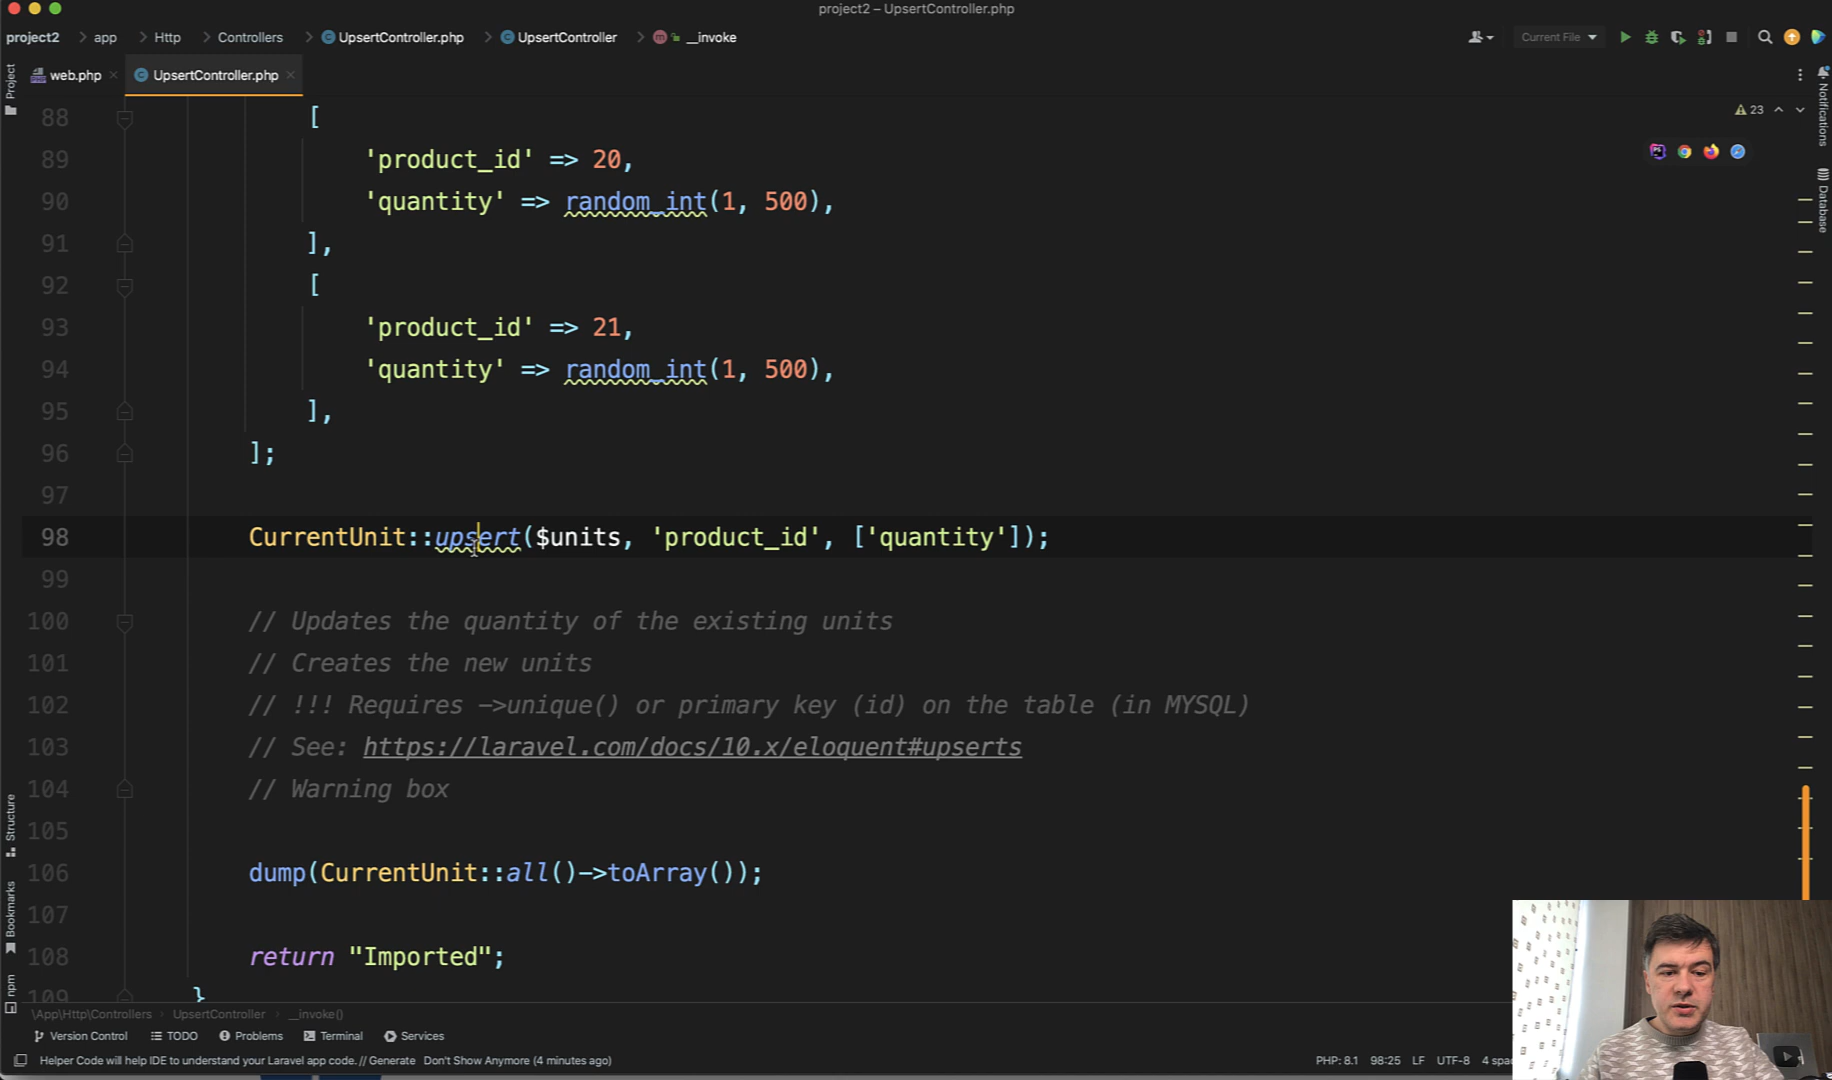 project2 – UpsertController.php
project2 > app > Http > Controllers > UpsertController.php > UpsertController > __invoke
Current File
web.php
UpsertController.php
Project
Notifications
Database
23
88 [
89 'product_id' => 20,
90 'quantity' => random_int(1, 500),
91 ],
92 [
93 'product_id' => 21,
94 'quantity' => random_int(1, 500),
95 ],
96 ];
97
98 CurrentUnit::upsert($units, 'product_id', ['quantity']);
99
100 // Updates the quantity of the existing units
101 // Creates the new units
102 // !!! Requires ->unique() or primary key (id) on the table (in MYSQL)
103 // See: https://laravel.com/docs/10.x/eloquent#upserts
104 // Warning box
105
106 dump(CurrentUnit::all()->toArray());
107
108 return "Imported";
109 }
Structure
Bookmarks
npm
\App\Http\Controllers > UpsertController > __invoke()
Version Control TODO Problems Terminal Services
Helper Code will help IDE to understand your Laravel app code. // Generate Don't Show Anymore (4 minutes ago)
PHP: 8.1 98:25 LF UTF-8 4 spac